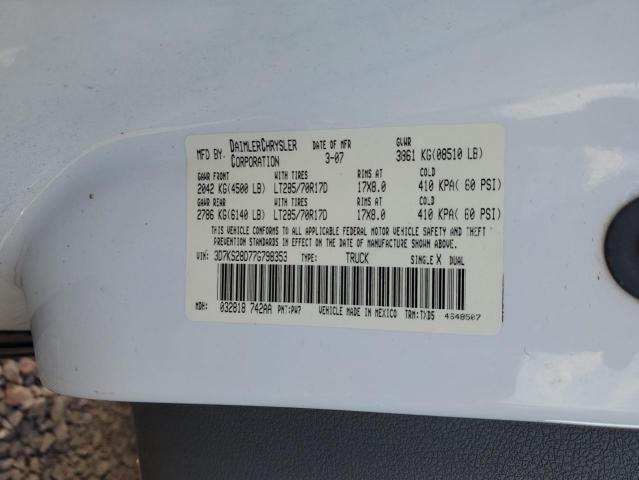 MFD BY: DAIMLERCHRYSLER CORPORATION DATE OF MFR 3-07 GVWR 3861 KG(08510 LB)
GAWR FRONT WITH TIRES RIMS AT COLD
2042 KG(4500 LB) LT285/70R17D 17X8.0 410 KPA( 60 PSI)
GAWR REAR WITH TIRES RIMS AT COLD
2786 KG(6140 LB) LT285/70R17D 17X8.0 410 KPA( 60 PSI)
THIS VEHICLE CONFORMS TO ALL APPLICABLE FEDERAL MOTOR VEHICLE SAFETY AND THEFT
PREVENTION STANDARDS IN EFFECT ON THE DATE OF MANUFACTURE SHOWN ABOVE.
VIN: 3D7KS28D77G798353 TYPE: TRUCK SINGLE X DUAL
MDH: 032818 742AA PNT:PW7 VEHICLE MADE IN MEXICO TRM:TXD5 4648507